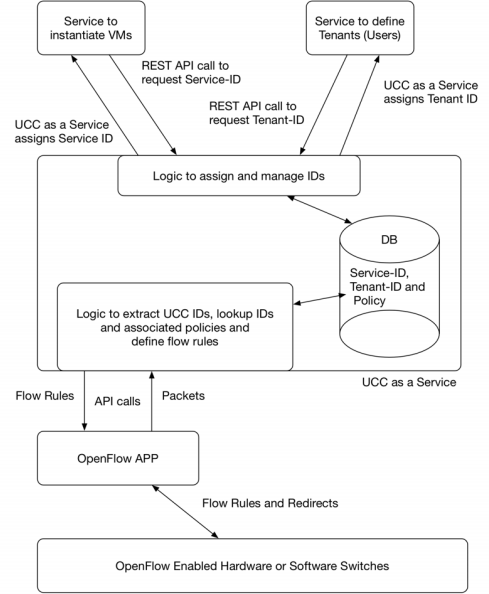 Service to
instantiate VMs
Service to define
Tenants (Users)
REST API call to
request Service-ID
UCC as a Service
assigns Tenant ID
REST API call to
request Tenant-ID
UCC as a Service
assigns Service ID
Logic to assign and manage IDs
DB
Service-ID,
Tenant-ID and
Policy
Logic to extract UCC IDs, lookup IDs
and associated policies and
define flow rules
UCC as a Service
Flow Rules
API calls
Packets
OpenFlow APP
Flow Rules and Redirects
OpenFlow Enabled Hardware or Software Switches